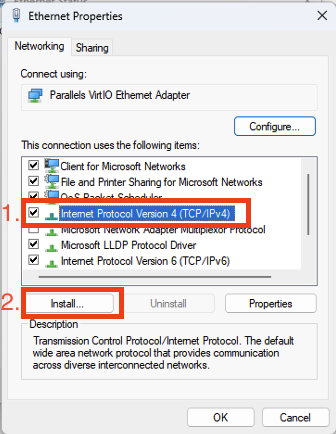 Ethernet Properties
Networking
Sharing
Connect using:
Parallels VirtIO Ethernet Adapter
Configure...
This connection uses the following items:
Client for Microsoft Networks
File and Printer Sharing for Microsoft Networks
QoS Packet Scheduler
1.
Internet Protocol Version 4 (TCP/IPv4)
Microsoft Network Adapter Multiplexor Protocol
Microsoft LLDP Protocol Driver
Internet Protocol Version 6 (TCP/IPv6)
2.
Install...
Uninstall
Properties
Description
Transmission Control Protocol/Internet Protocol. The default
wide area network protocol that provides communication
across diverse interconnected networks.
OK
Cancel